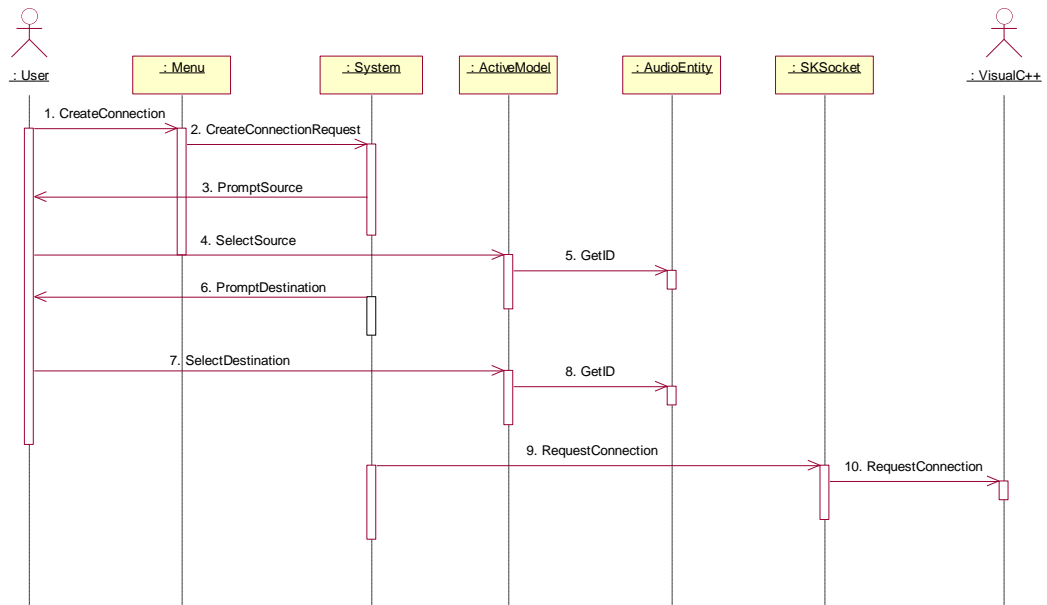 : User
: Menu
: System
: ActiveModel
: AudioEntity
: SKSocket
: VisualC++
1. CreateConnection
2. CreateConnectionRequest
3. PromptSource
4. SelectSource
5. GetID
6. PromptDestination
7. SelectDestination
8. GetID
9. RequestConnection
10. RequestConnection